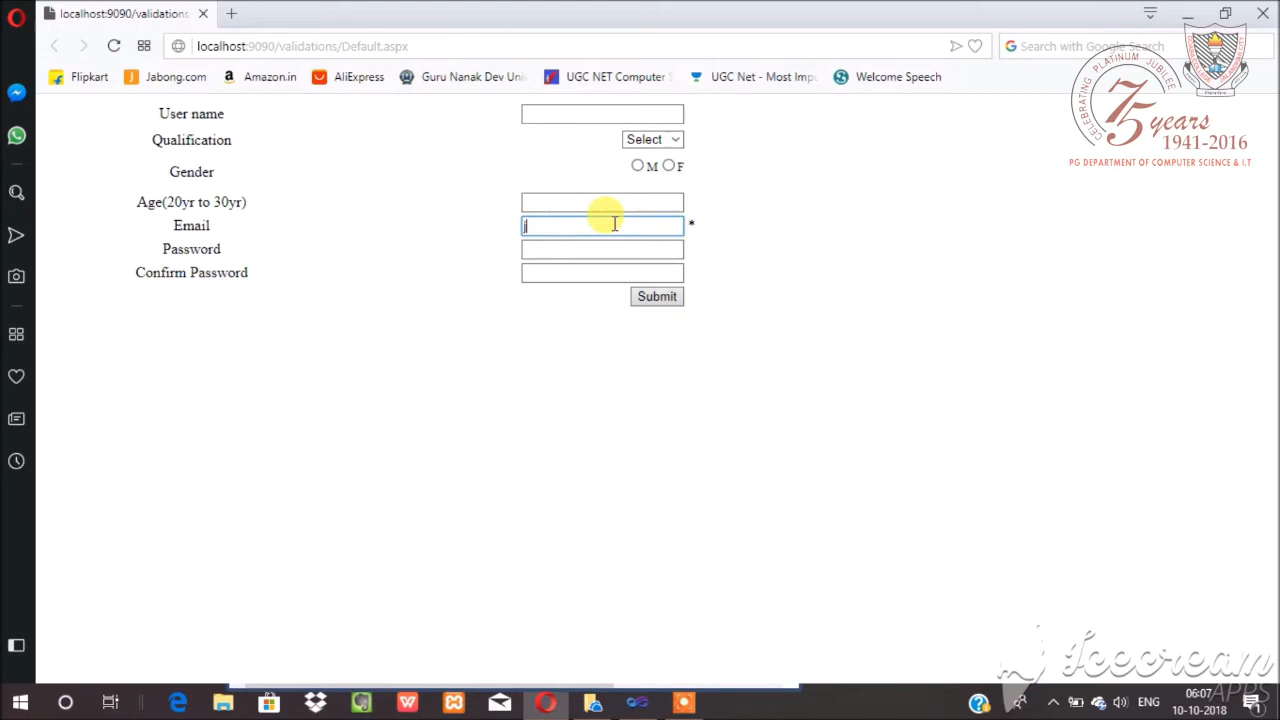 localhost:9090/validations
localhost:9090/validations/Default.aspx
Search with Google Search
Flipkart
Jabong.com
Amazon.in
AliExpress
Guru Nanak Dev Uni
UGC NET Computer S
UGC Net - Most Impo
Welcome Speech
CELEBRATING PLATINUM JUBILEE
75 years
1941-2016
PG DEPARTMENT OF COMPUTER SCIENCE & I.T
User name
Qualification
Select
Gender
M F
Age(20yr to 30yr)
Email
j
*
Password
Confirm Password
Submit
Icecream
APPS
ENG
06:07
10-10-2018
1